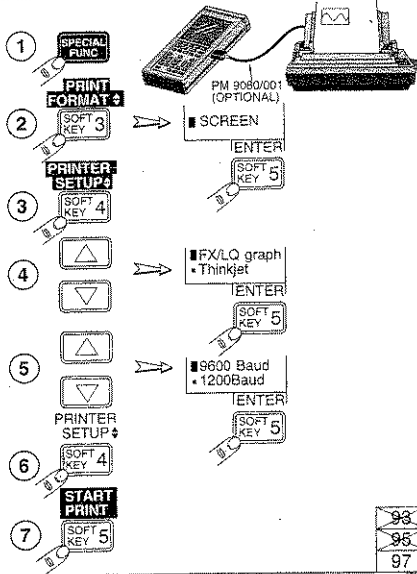 1
SPECIAL
FUNC
PM 9080/001
(OPTIONAL)
PRINT
FORMAT
2
SOFT
KEY 3
SCREEN
ENTER
SOFT
KEY 5
PRINTER
SETUP
3
SOFT
KEY 4
4
FX/LQ graph
Thinkjet
ENTER
SOFT
KEY 5
5
9600 Baud
1200Baud
ENTER
SOFT
KEY 5
PRINTER
SETUP
6
SOFT
KEY 4
START
PRINT
7
SOFT
KEY 5
93
95
97